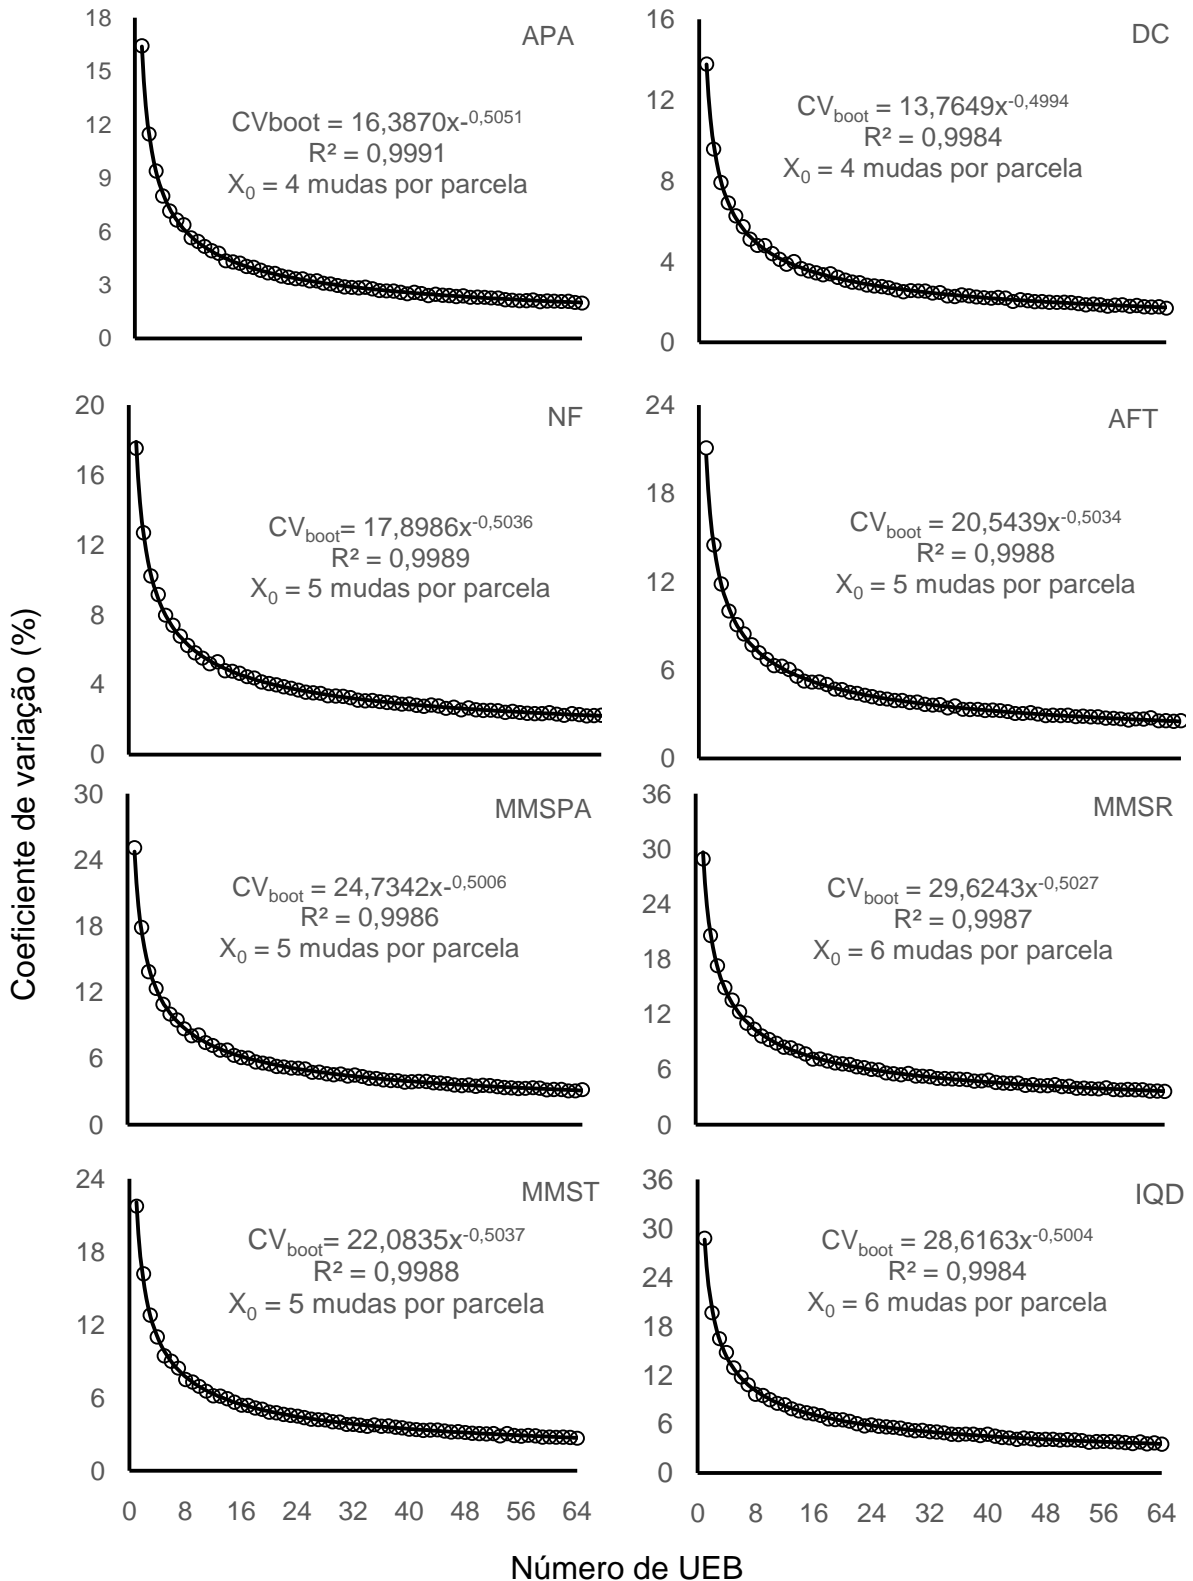 Coeficiente de variação (%)
18
15
12
9
6
3
0
APA
CVboot = 16,3870x-0,5051
R² = 0,9991
X0 = 4 mudas por parcela
16
12
8
4
0
DC
CVboot = 13,7649x-0,4994
R² = 0,9984
X0 = 4 mudas por parcela
20
16
12
8
4
0
NF
CVboot= 17,8986x-0,5036
R² = 0,9989
X0 = 5 mudas por parcela
24
18
12
6
0
AFT
CVboot = 20,5439x-0,5034
R² = 0,9988
X0 = 5 mudas por parcela
30
24
18
12
6
0
MMSPA
CVboot = 24,7342x-0,5006
R² = 0,9986
X0 = 5 mudas por parcela
36
30
24
18
12
6
0
MMSR
CVboot = 29,6243x-0,5027
R² = 0,9987
X0 = 6 mudas por parcela
24
18
12
6
0
MMST
CVboot= 22,0835x-0,5037
R² = 0,9988
X0 = 5 mudas por parcela
0 8 16 24 32 40 48 56 64
36
30
24
18
12
6
0
IQD
CVboot = 28,6163x-0,5004
R² = 0,9984
X0 = 6 mudas por parcela
0 8 16 24 32 40 48 56 64
Número de UEB